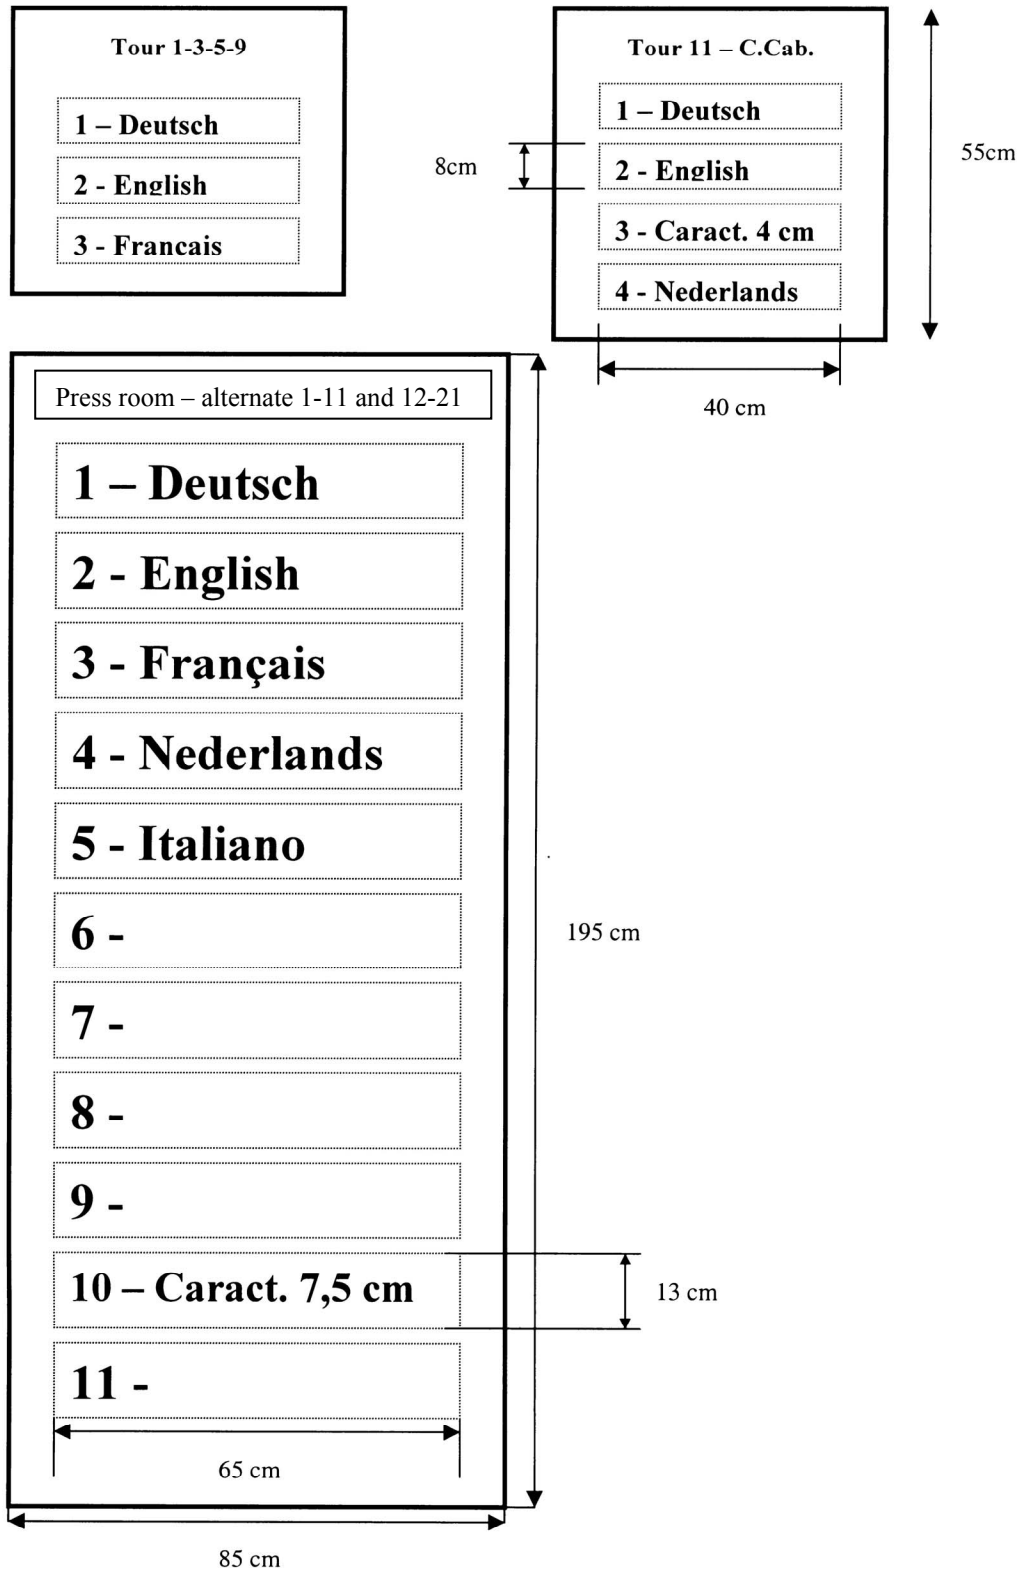 Tour 1-3-5-9
1 – Deutsch
2 - English
3 - Francais
Tour 11 – C.Cab.
1 – Deutsch
2 - English
3 - Caract. 4 cm
4 - Nederlands
8cm
55cm
40 cm
Press room – alternate 1-11 and 12-21
1 – Deutsch
2 - English
3 - Français
4 - Nederlands
5 - Italiano
6 -
7 -
8 -
9 -
10 – Caract. 7,5 cm
11 -
195 cm
13 cm
65 cm
85 cm